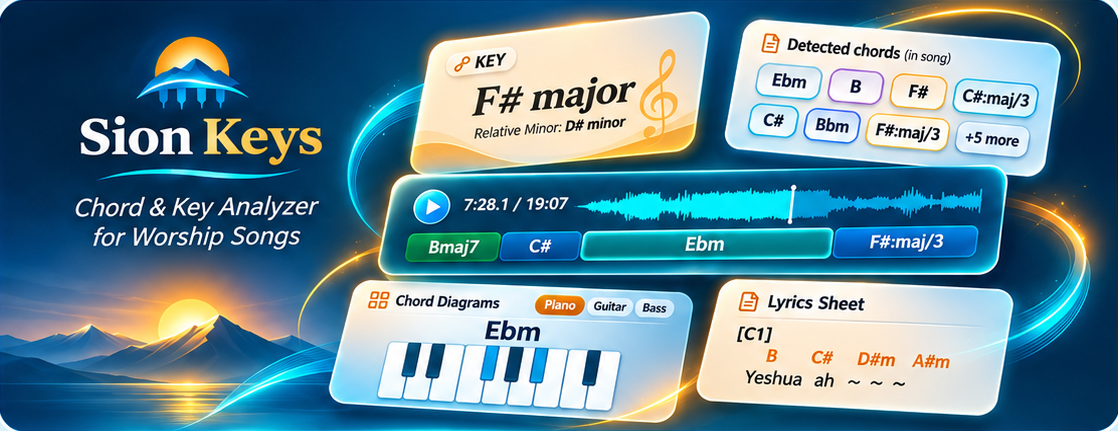 Sion Keys
Chord & Key Analyzer
for Worship Songs
KEY
F# major
Relative Minor: D# minor
Detected chords (in song)
Ebm B F# C#:maj/3
C# Bbm F#:maj/3 +5 more
7:28.1 / 19:07
Bmaj7 C# Ebm F#:maj/3
Chord Diagrams Piano Guitar Bass
Ebm
Lyrics Sheet
[C1]
B C# D#m A#m
Yeshua ah ~ ~ ~